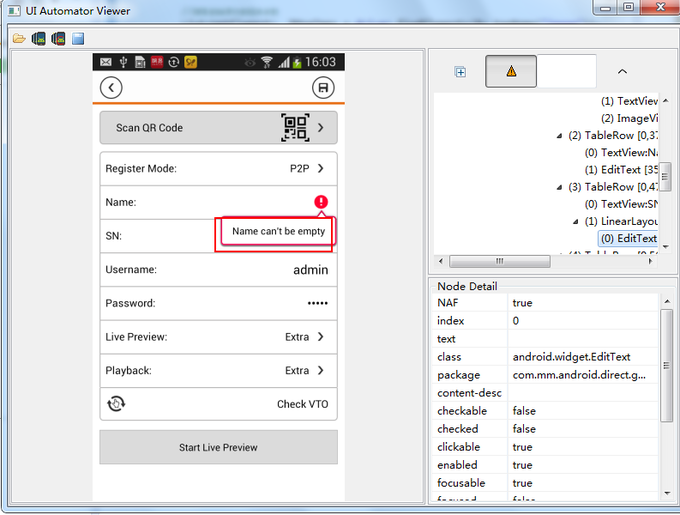 UI Automator Viewer
16:03
Scan QR Code
Register Mode: P2P
Name:
Name can't be empty
SN:
Username: admin
Password: •••••
Live Preview: Extra
Playback: Extra
Check VTO
Start Live Preview
(1) TextView
(2) ImageVi
(2) TableRow [0,37
(0) TextView:Na
(1) EditText [35
(3) TableRow [0,47
(0) TextView:SN
(1) LinearLayou
(0) EditText
Node Detail
NAF true
index 0
text
class android.widget.EditText
package com.mm.android.direct.g...
content-desc
checkable false
checked false
clickable true
enabled true
focusable true
focused false